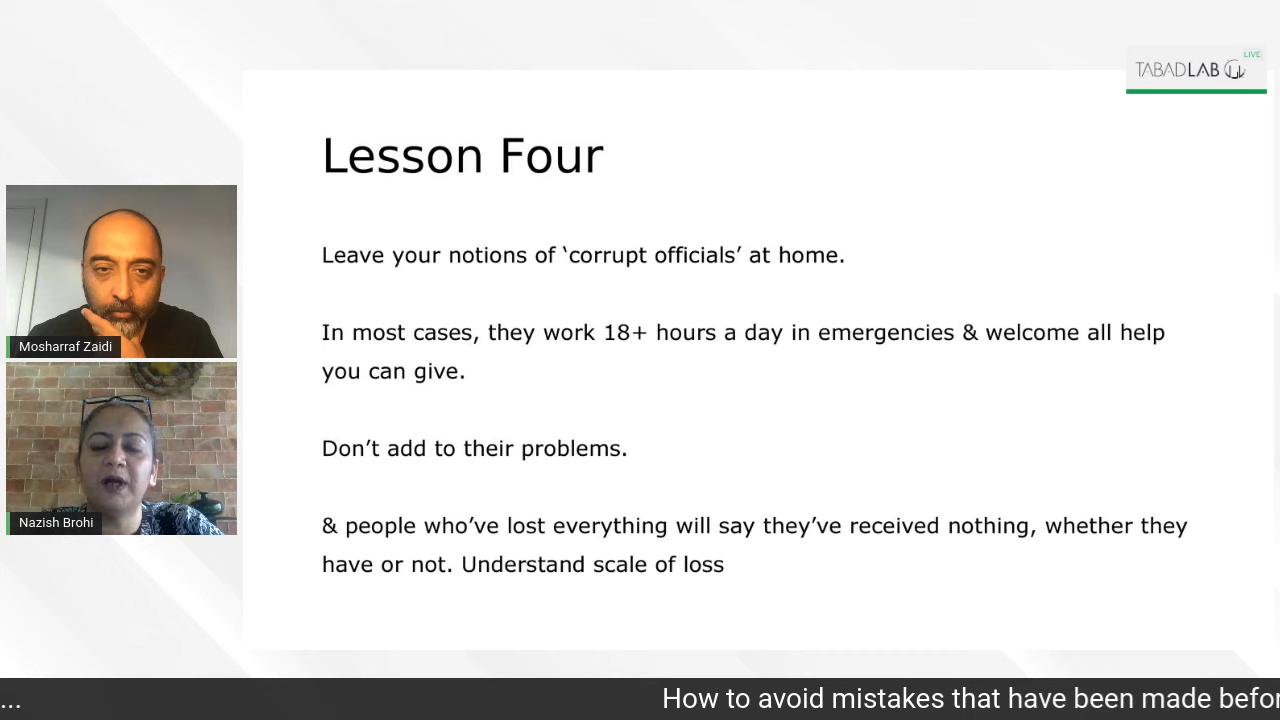 LIVE
TABADLAB
Lesson Four
Leave your notions of ‘corrupt officials’ at home.
In most cases, they work 18+ hours a day in emergencies & welcome all help
you can give.
Don’t add to their problems.
& people who’ve lost everything will say they’ve received nothing, whether they
have or not. Understand scale of loss
Mosharraf Zaidi
Nazish Brohi
... How to avoid mistakes that have been made befor